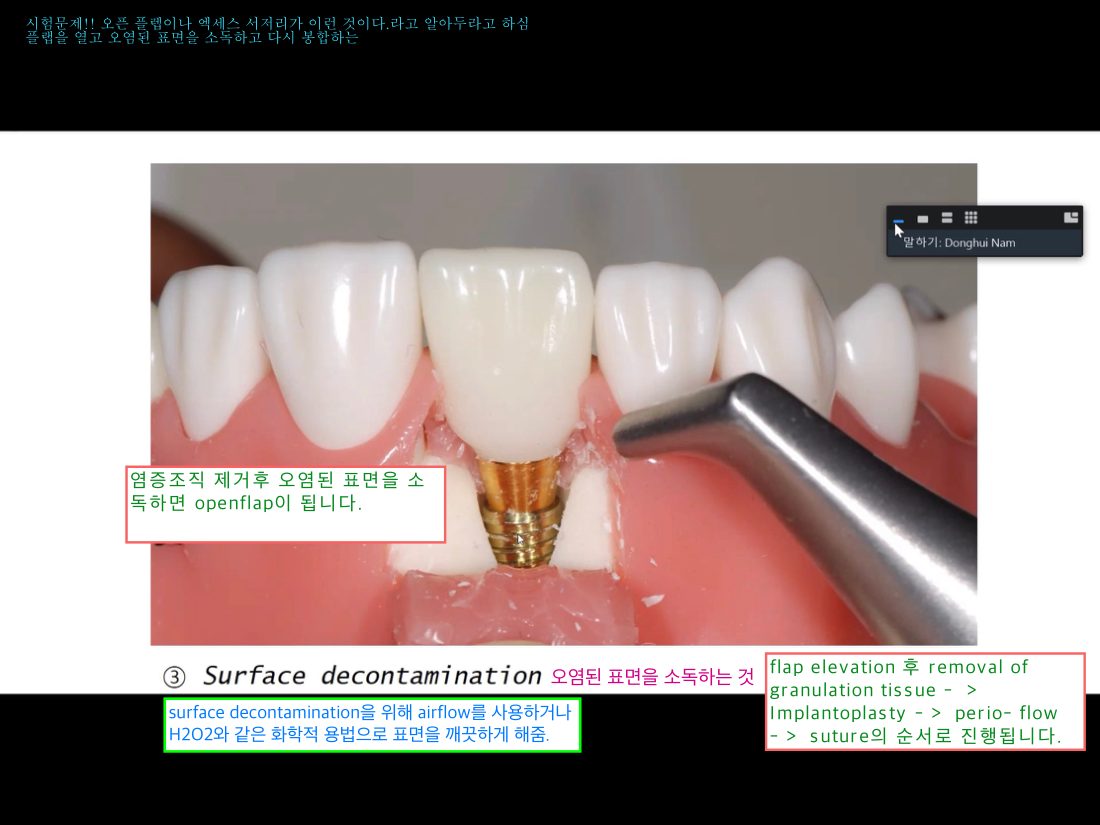 시험문제!! 오픈 플렙이나 엑세스 서저리가 이런 것이다.라고 알아두라고 하심
플랩을 열고 오염된 표면을 소독하고 다시 봉합하는
말하기: Donghui Nam
염증조직 제거후 오염된 표면을 소
독하면 openflap이 됩니다.
③ Surface decontamination 오염된 표면을 소독하는 것
surface decontamination을 위해 airflow를 사용하거나
H2O2와 같은 화학적 용법으로 표면을 깨끗하게 해줌.
flap elevation 후 removal of
granulation tissue - >
Implantoplasty - > perio- flow
- > suture의 순서로 진행됩니다.